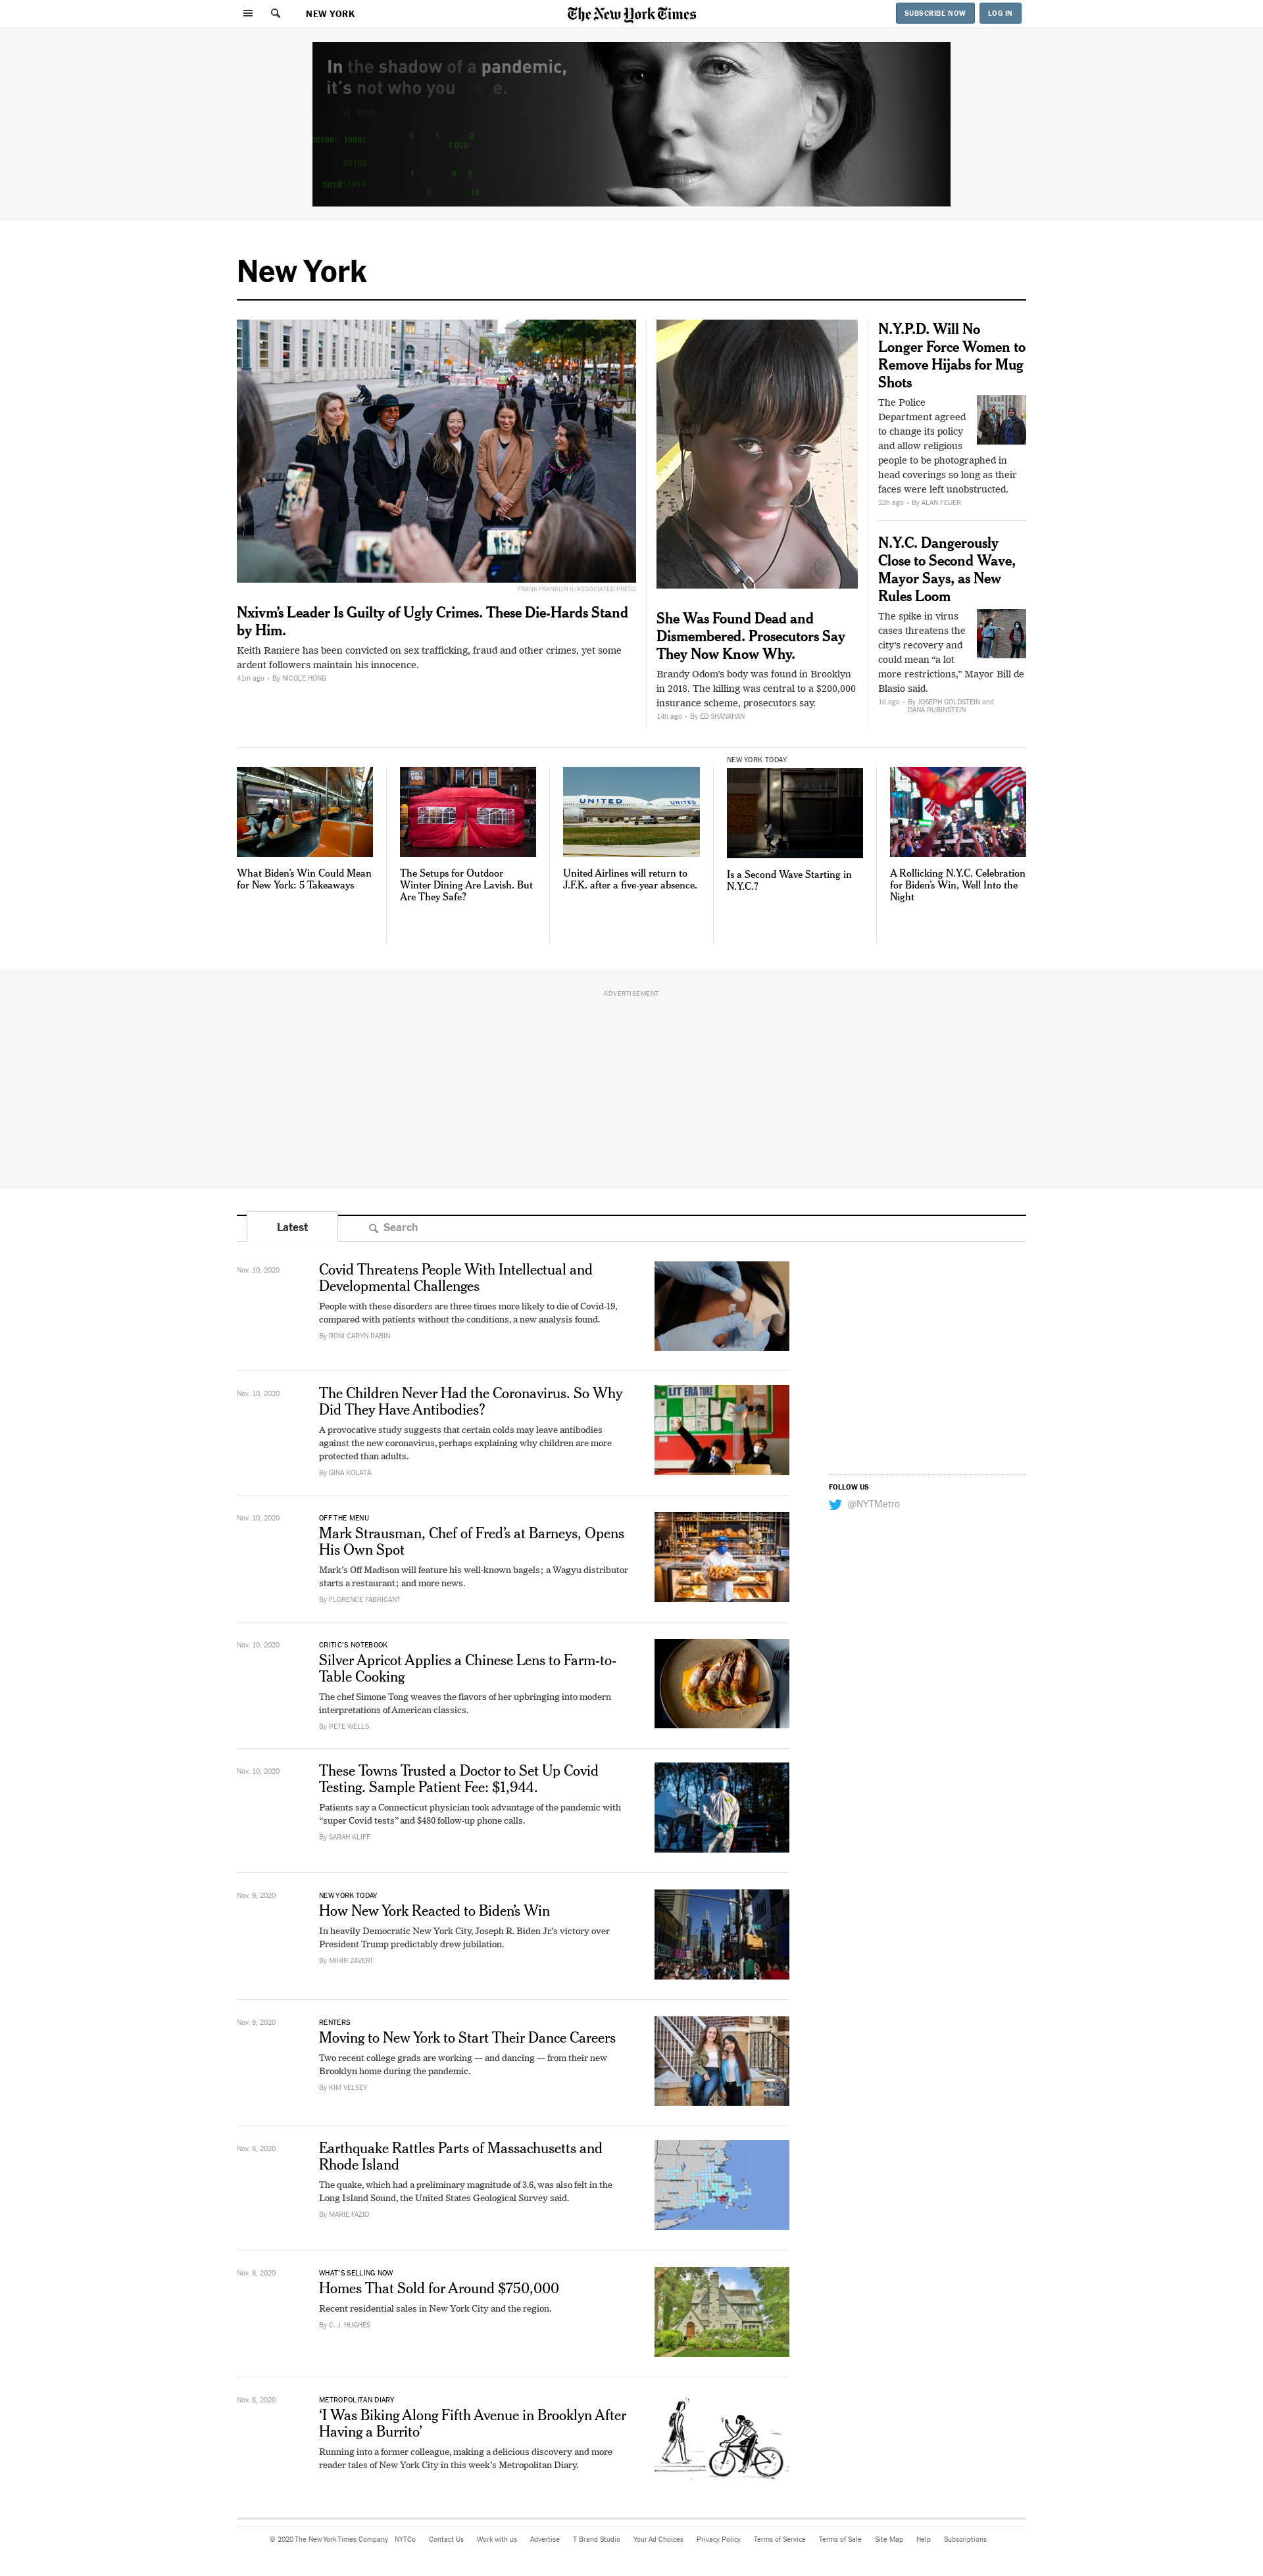 NEW YORK
The New York Times
SUBSCRIBE NOW
LOG IN
In the shadow of a pandemic,
it's not who you
New York
FRANK FRANKLIN II/ASSOCIATED PRESS
Nxivm's Leader Is Guilty of Ugly Crimes. These Die-Hards Stand
by Him.
Keith Raniere has been convicted on sex trafficking, fraud and other crimes, yet some
ardent followers maintain his innocence.
41m ago • By NICOLE HONG
She Was Found Dead and
Dismembered. Prosecutors Say
They Now Know Why.
Brandy Odom's body was found in Brooklyn
in 2018. The killing was central to a $200,000
insurance scheme, prosecutors say.
14h ago • By ED SHANAHAN
N.Y.P.D. Will No
Longer Force Women to
Remove Hijabs for Mug
Shots
The Police
Department agreed
to change its policy
and allow religious
people to be photographed in
head coverings so long as their
faces were left unobstructed.
22h ago • By ALAN FEUER
N.Y.C. Dangerously
Close to Second Wave,
Mayor Says, as New
Rules Loom
The spike in virus
cases threatens the
city's recovery and
could mean “a lot
more restrictions,” Mayor Bill de
Blasio said.
1d ago • By JOSEPH GOLDSTEIN and
DANA RUBINSTEIN
What Biden's Win Could Mean
for New York: 5 Takeaways
The Setups for Outdoor
Winter Dining Are Lavish. But
Are They Safe?
UNITED
UNITED
United Airlines will return to
J.F.K. after a five-year absence.
NEW YORK TODAY
Is a Second Wave Starting in
N.Y.C.?
A Rollicking N.Y.C. Celebration
for Biden's Win, Well Into the
Night
ADVERTISEMENT
Latest
Search
Nov. 10, 2020
Covid Threatens People With Intellectual and
Developmental Challenges
People with these disorders are three times more likely to die of Covid-19,
compared with patients without the conditions, a new analysis found.
By RONI CARYN RABIN
Nov. 10, 2020
The Children Never Had the Coronavirus. So Why
Did They Have Antibodies?
A provocative study suggests that certain colds may leave antibodies
against the new coronavirus, perhaps explaining why children are more
protected than adults.
By GINA KOLATA
LIT ERA TURE
FOLLOW US
@NYTMetro
Nov. 10, 2020
OFF THE MENU
Mark Strausman, Chef of Fred's at Barneys, Opens
His Own Spot
Mark's Off Madison will feature his well-known bagels; a Wagyu distributor
starts a restaurant; and more news.
By FLORENCE FABRICANT
Nov. 10, 2020
CRITIC'S NOTEBOOK
Silver Apricot Applies a Chinese Lens to Farm-to-
Table Cooking
The chef Simone Tong weaves the flavors of her upbringing into modern
interpretations of American classics.
By PETE WELLS
Nov. 10, 2020
These Towns Trusted a Doctor to Set Up Covid
Testing. Sample Patient Fee: $1,944.
Patients say a Connecticut physician took advantage of the pandemic with
“super Covid tests” and $480 follow-up phone calls.
By SARAH KLIFF
Nov. 9, 2020
NEW YORK TODAY
How New York Reacted to Biden's Win
In heavily Democratic New York City, Joseph R. Biden Jr.'s victory over
President Trump predictably drew jubilation.
By MIHIR ZAVERI
Nov. 9, 2020
RENTERS
Moving to New York to Start Their Dance Careers
Two recent college grads are working — and dancing — from their new
Brooklyn home during the pandemic.
By KIM VELSEY
Nov. 8, 2020
Earthquake Rattles Parts of Massachusetts and
Rhode Island
The quake, which had a preliminary magnitude of 3.6, was also felt in the
Long Island Sound, the United States Geological Survey said.
By MARIE FAZIO
Nov. 8, 2020
WHAT'S SELLING NOW
Homes That Sold for Around $750,000
Recent residential sales in New York City and the region.
By C. J. HUGHES
Nov. 8, 2020
METROPOLITAN DIARY
‘I Was Biking Along Fifth Avenue in Brooklyn After
Having a Burrito’
Running into a former colleague, making a delicious discovery and more
reader tales of New York City in this week's Metropolitan Diary.
© 2020 The New York Times Company NYTCo Contact Us Work with us Advertise T Brand Studio Your Ad Choices Privacy Policy Terms of Service Terms of Sale Site Map Help Subscriptions